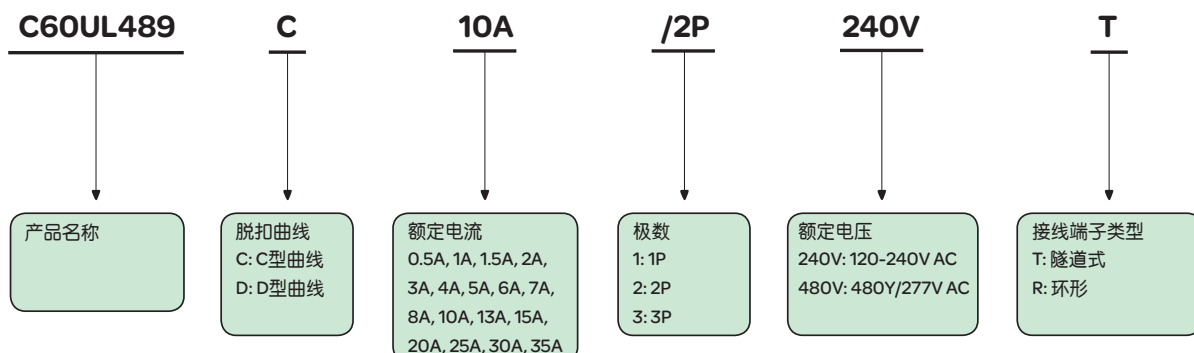 C60UL489 C 10A /2P 240V T
产品名称
脱扣曲线
C: C型曲线
D: D型曲线
额定电流
0.5A, 1A, 1.5A, 2A,
3A, 4A, 5A, 6A, 7A,
8A, 10A, 13A, 15A,
20A, 25A, 30A, 35A
极数
1: 1P
2: 2P
3: 3P
额定电压
240V: 120-240V AC
480V: 480Y/277V AC
接线端子类型
T: 隧道式
R: 环形